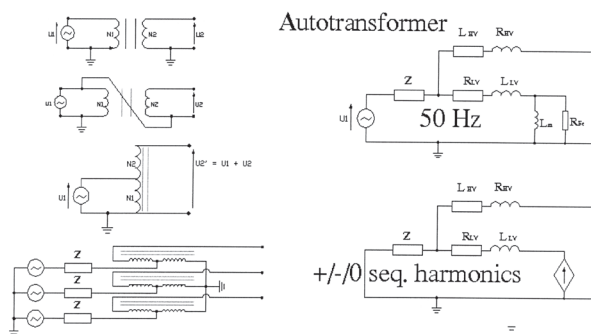 Autotransformer
U1 N1 N2 U2
U1 N1 N2 U2
N2 U2' = U1 + U2
U1 N1
Z
Z
Z
L HV R HV
Z R LV L LV
U1 50 Hz L m R Fe
L HV R HV
Z R LV L LV
+/-/0 seq. harmonics